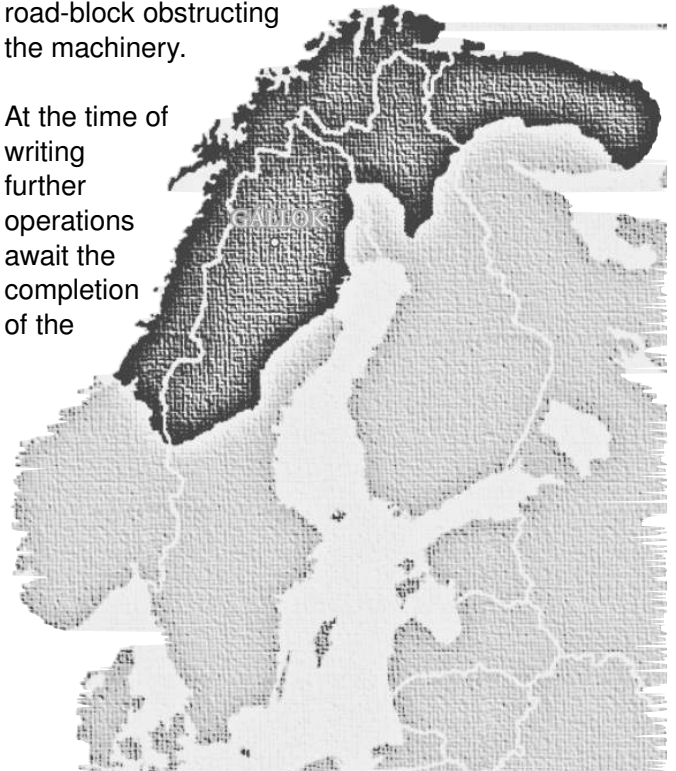 road-block obstructing
the machinery.
At the time of
writing
further
operations
await the
completion
of the
GALLOK